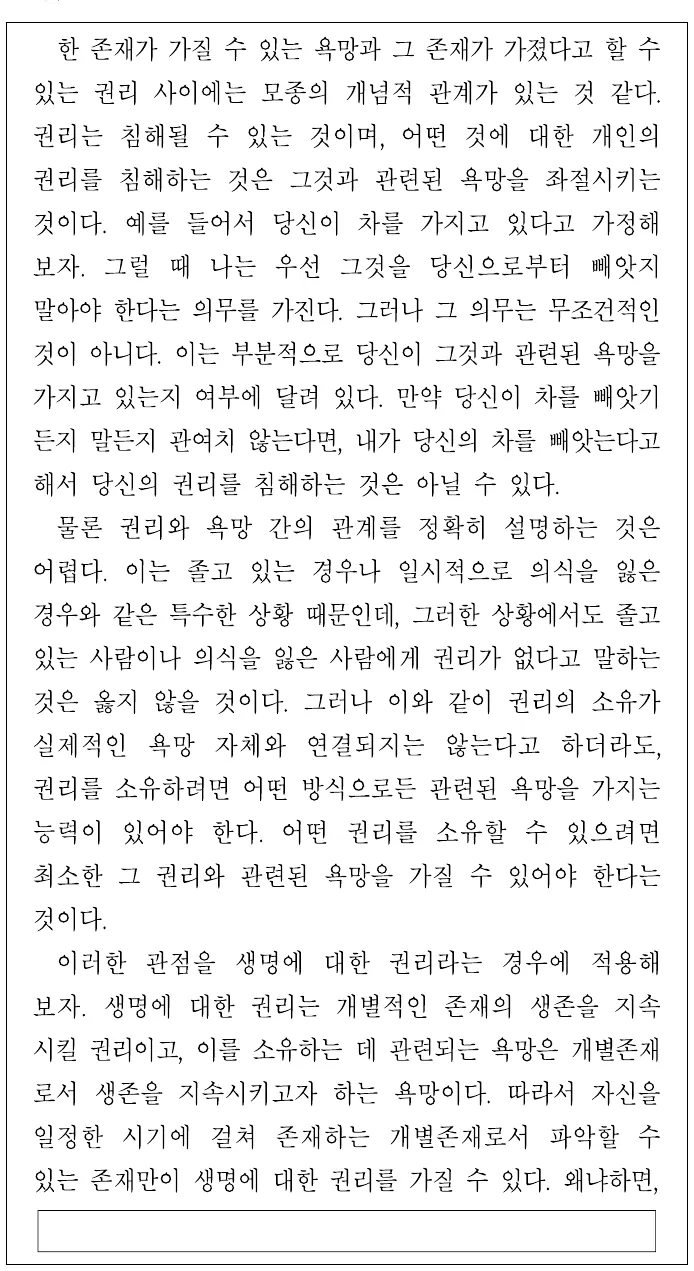 한 존재가 가질 수 있는 욕망과 그 존재가 가졌다고 할 수
있는 권리 사이에는 모종의 개념적 관계가 있는 것 같다.
권리는 침해될 수 있는 것이며, 어떤 것에 대한 개인의
권리를 침해하는 것은 그것과 관련된 욕망을 좌절시키는
것이다. 예를 들어서 당신이 차를 가지고 있다고 가정해
보자. 그럴 때 나는 우선 그것을 당신으로부터 빼앗지
말아야 한다는 의무를 가진다. 그러나 그 의무는 무조건적인
것이 아니다. 이는 부분적으로 당신이 그것과 관련된 욕망을
가지고 있는지 여부에 달려 있다. 만약 당신이 차를 빼앗기
든지 말든지 관여치 않는다면, 내가 당신의 차를 빼앗는다고
해서 당신의 권리를 침해하는 것은 아닐 수 있다.
물론 권리와 욕망 간의 관계를 정확히 설명하는 것은
어렵다. 이는 졸고 있는 경우나 일시적으로 의식을 잃은
경우와 같은 특수한 상황 때문인데, 그러한 상황에서도 졸고
있는 사람이나 의식을 잃은 사람에게 권리가 없다고 말하는
것은 옳지 않을 것이다. 그러나 이와 같이 권리의 소유가
실제적인 욕망 자체와 연결되지는 않는다고 하더라도,
권리를 소유하려면 어떤 방식으로든 관련된 욕망을 가지는
능력이 있어야 한다. 어떤 권리를 소유할 수 있으려면
최소한 그 권리와 관련된 욕망을 가질 수 있어야 한다는
것이다.
이러한 관점을 생명에 대한 권리라는 경우에 적용해
보자. 생명에 대한 권리는 개별적인 존재의 생존을 지속
시킬 권리이고, 이를 소유하는 데 관련되는 욕망은 개별존재
로서 생존을 지속시키고자 하는 욕망이다. 따라서 자신을
일정한 시기에 걸쳐 존재하는 개별존재로서 파악할 수
있는 존재만이 생명에 대한 권리를 가질 수 있다. 왜냐하면,